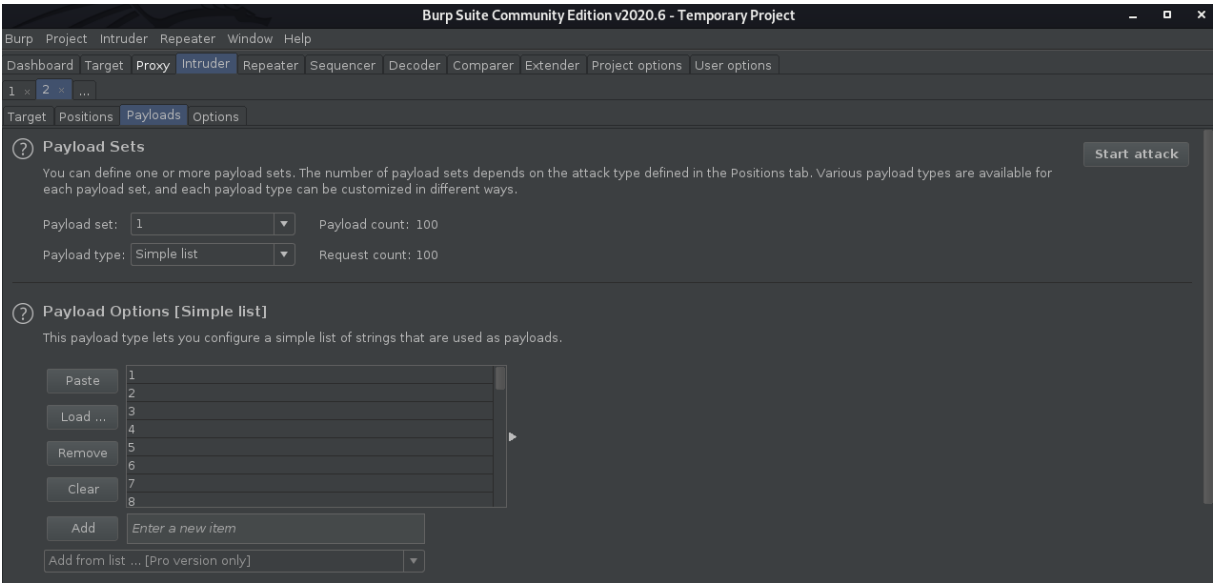 Burp Suite Community Edition v2020.6 - Temporary Project
Burp Project Intruder Repeater Window Help
Dashboard Target Proxy Intruder Repeater Sequencer Decoder Comparer Extender Project options User options
1 × 2 × ...
Target Positions Payloads Options
? Payload Sets
Start attack
You can define one or more payload sets. The number of payload sets depends on the attack type defined in the Positions tab. Various payload types are available for
each payload set, and each payload type can be customized in different ways.
Payload set: 1 Payload count: 100
Payload type: Simple list Request count: 100
? Payload Options [Simple list]
This payload type lets you configure a simple list of strings that are used as payloads.
Paste
Load ...
Remove
Clear
1
2
3
4
5
6
7
8
Add Enter a new item
Add from list ... [Pro version only]